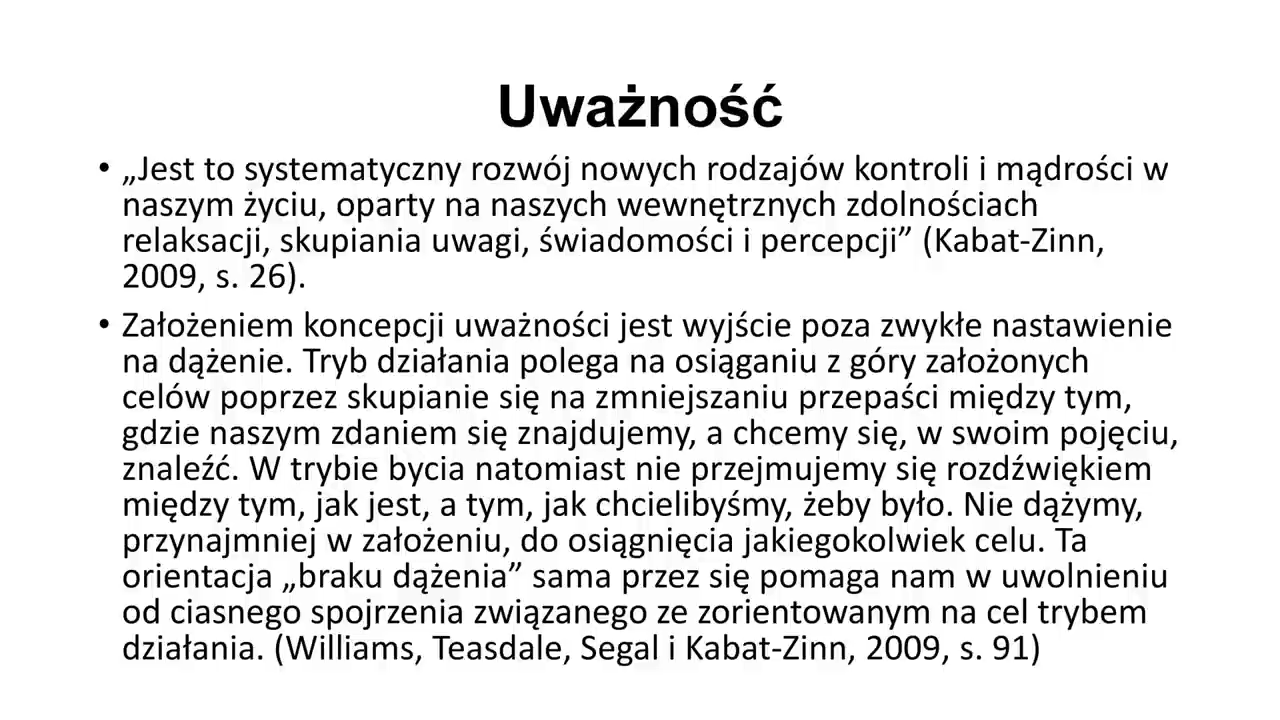 Uważność
• „Jest to systematyczny rozwój nowych rodzajów kontroli i mądrości w
naszym życiu, oparty na naszych wewnętrznych zdolnościach
relaksacji, skupiania uwagi, świadomości i percepcji” (Kabat-Zinn,
2009, s. 26).
• Założeniem koncepcji uważności jest wyjście poza zwykłe nastawienie
na dążenie. Tryb działania polega na osiąganiu z góry założonych
celów poprzez skupianie się na zmniejszaniu przepaści między tym,
gdzie naszym zdaniem się znajdujemy, a chcemy się, w swoim pojęciu,
znaleźć. W trybie bycia natomiast nie przejmujemy się rozdźwiękiem
między tym, jak jest, a tym, jak chcielibyśmy, żeby było. Nie dążymy,
przynajmniej w założeniu, do osiągnięcia jakiegokolwiek celu. Ta
orientacja „braku dążenia” sama przez się pomaga nam w uwolnieniu
od ciasnego spojrzenia związanego ze zorientowanym na cel trybem
działania. (Williams, Teasdale, Segal i Kabat-Zinn, 2009, s. 91)